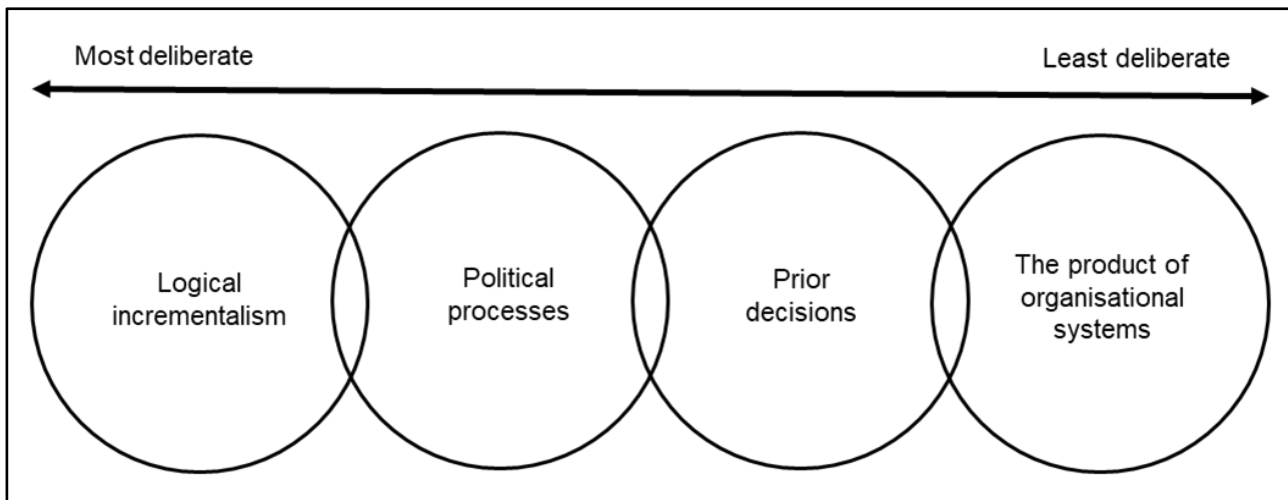 Most deliberate
Least deliberate
Logical
incrementalism
Political
processes
Prior
decisions
The product of
organisational
systems